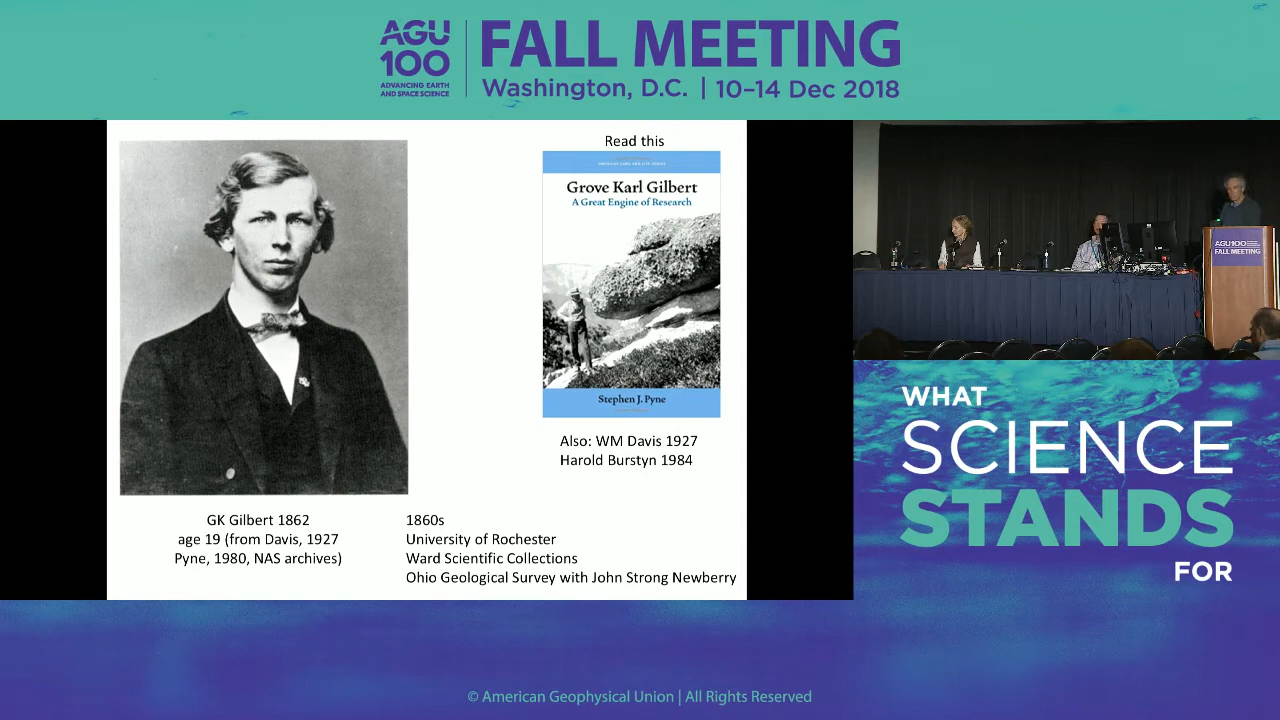 AGU
100
ADVANCING EARTH
AND SPACE SCIENCE
FALL MEETING
Washington, D.C. | 10–14 Dec 2018
Read this
Grove Karl Gilbert
A Great Engine of Research
Stephen J. Pyne
Also: WM Davis 1927
Harold Burstyn 1984
GK Gilbert 1862
age 19 (from Davis, 1927
Pyne, 1980, NAS archives)
1860s
University of Rochester
Ward Scientific Collections
Ohio Geological Survey with John Strong Newberry
AGU100
FALL MEETING
WHAT
SCIENCE
STANDS
FOR
© American Geophysical Union | All Rights Reserved